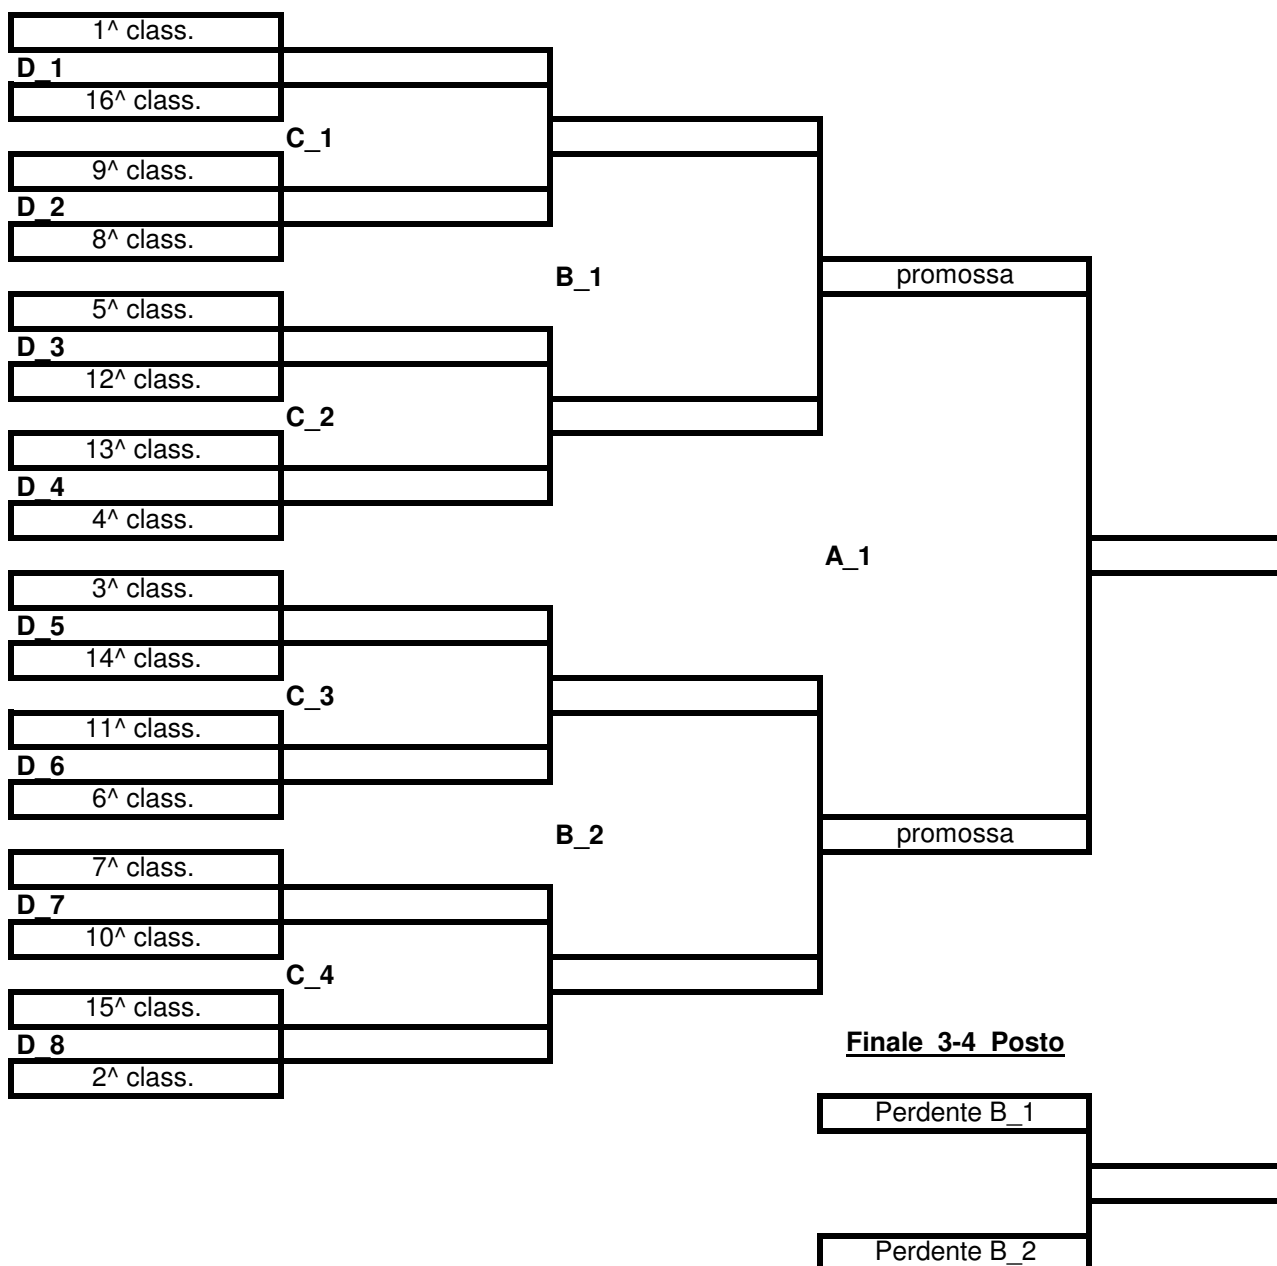 1^ class.
D_1
16^ class.
C_1
9^ class.
D_2
8^ class.
B_1
promossa
5^ class.
D_3
12^ class.
C_2
13^ class.
D_4
4^ class.
A_1
3^ class.
D_5
14^ class.
C_3
11^ class.
D_6
6^ class.
B_2
promossa
7^ class.
D_7
10^ class.
C_4
15^ class.
D_8
2^ class.
Finale 3-4 Posto
Perdente B_1
Perdente B_2